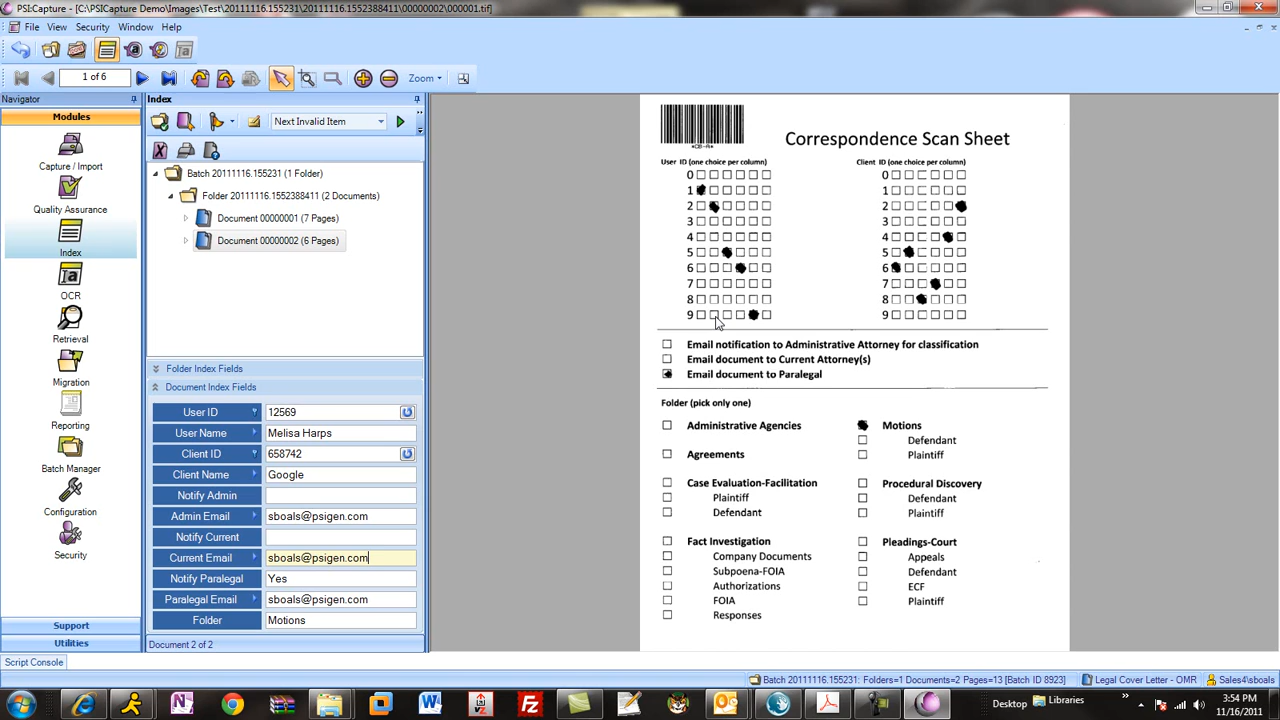 PSI:Capture - [C:\PSICapture Demo\Images\Test\20111116.155231\20111116.1552388411\00000002\000001.tif]
File View Security Window Help
1 of 6
Zoom
Navigator
Modules
Capture / Import
Quality Assurance
Index
OCR
Retrieval
Migration
Reporting
Batch Manager
Configuration
Security
Support
Utilities
Script Console
Index
Next Invalid Item
Batch 20111116.155231 (1 Folder)
Folder 20111116.1552388411 (2 Documents)
Document 00000001 (7 Pages)
Document 00000002 (6 Pages)
Folder Index Fields
Document Index Fields
User ID 12569
User Name Melisa Harps
Client ID 658742
Client Name Google
Notify Admin
Admin Email sboals@psigen.com
Notify Current
Current Email sboals@psigen.com
Notify Paralegal Yes
Paralegal Email sboals@psigen.com
Folder Motions
Document 2 of 2
Correspondence Scan Sheet
User ID (one choice per column) Client ID (one choice per column)
0 0
1 1
2 2
3 3
4 4
5 5
6 6
7 7
8 8
9 9
Email notification to Administrative Attorney for classification
Email document to Current Attorney(s)
Email document to Paralegal
Folder (pick only one)
Administrative Agencies
Agreements
Case Evaluation-Facilitation
Plaintiff
Defendant
Fact Investigation
Company Documents
Subpoena-FOIA
Authorizations
FOIA
Responses
Motions
Defendant
Plaintiff
Procedural Discovery
Defendant
Plaintiff
Pleadings-Court
Appeals
Defendant
ECF
Plaintiff
Batch 20111116.155231: Folders=1 Documents=2 Pages=13 [Batch ID 8923] Legal Cover Letter - OMR Sales4\sboals
Desktop Libraries
3:54 PM
11/16/2011